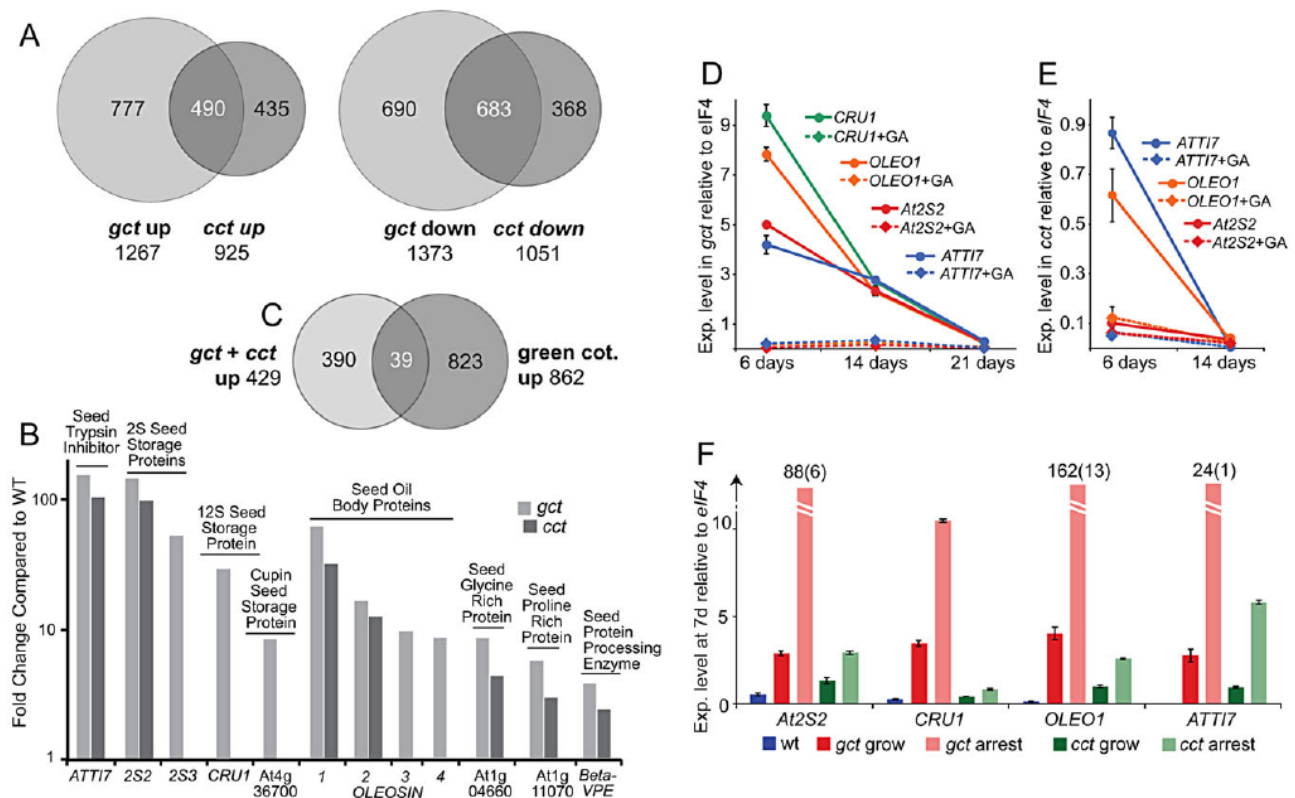 A
777
490
435
gct up
1267
cct up
925
690
683
368
gct down
1373
cct down
1051
C
gct + cct
up 429
390
39
823
green cot.
up 862
B
Fold Change Compared to WT
100
10
1
Seed
Trypsin
Inhibitor
2S Seed
Storage
Proteins
12S Seed
Storage
Protein
Cupin
Seed
Storage
Protein
Seed Oil
Body Proteins
gct
cct
Seed
Glycine
Rich
Protein
Seed
Proline
Rich
Protein
Seed
Protein
Processing
Enzyme
ATTI7
2S2
2S3
CRU1
At4g
36700
1
2
3
4
OLEOSIN
At1g
04660
At1g
11070
Beta-
VPE
D
Exp. level in gct relative to eIF4
9
7
5
3
1
CRU1
CRU1+GA
OLEO1
OLEO1+GA
At2S2
At2S2+GA
ATTI7
ATTI7+GA
6 days
14 days
21 days
E
Exp. level in cct relative to eIF4
0.9
0.7
0.5
0.3
0.1
ATTI7
ATTI7+GA
OLEO1
OLEO1+GA
At2S2
At2S2+GA
6 days
14 days
F
Exp. level at 7d relative to eIF4
10
5
0
88(6)
162(13)
24(1)
At2S2
CRU1
OLEO1
ATTI7
wt
gct grow
gct arrest
cct grow
cct arrest